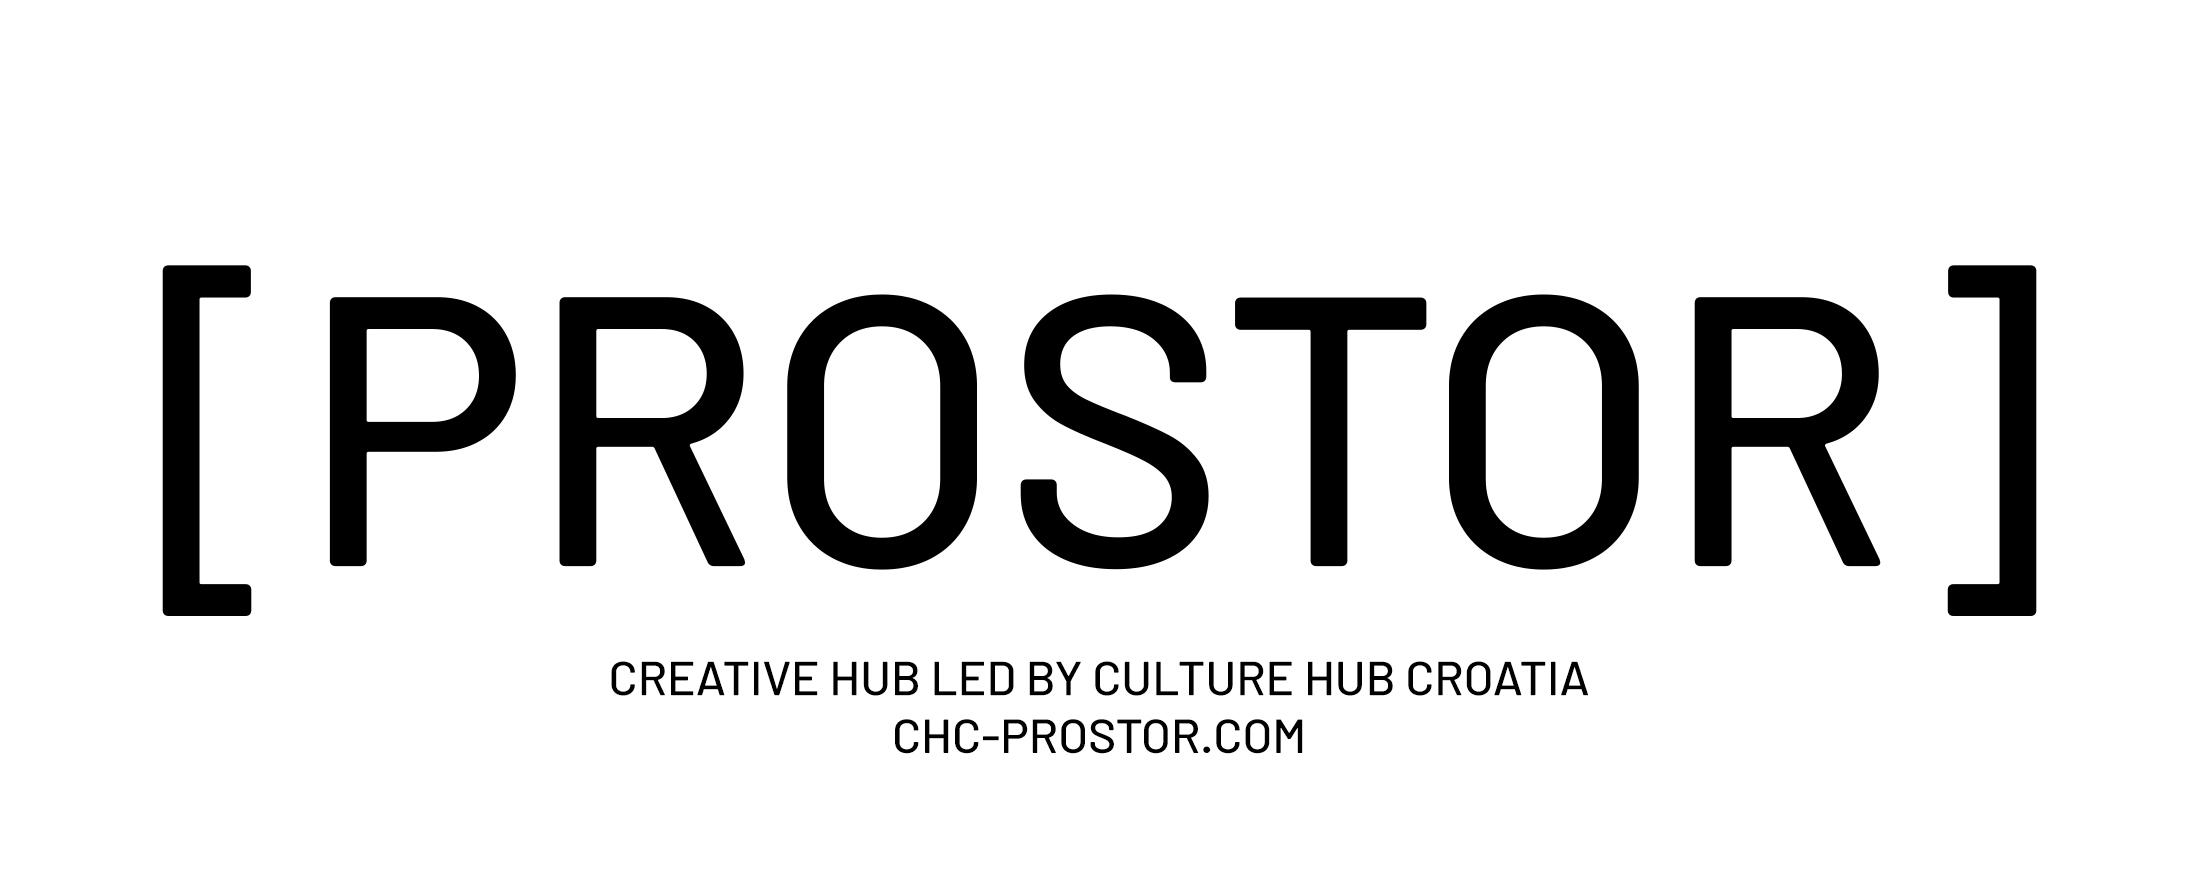 [PROSTOR]
CREATIVE HUB LED BY CULTURE HUB CROATIA
CHC-PROSTOR.COM